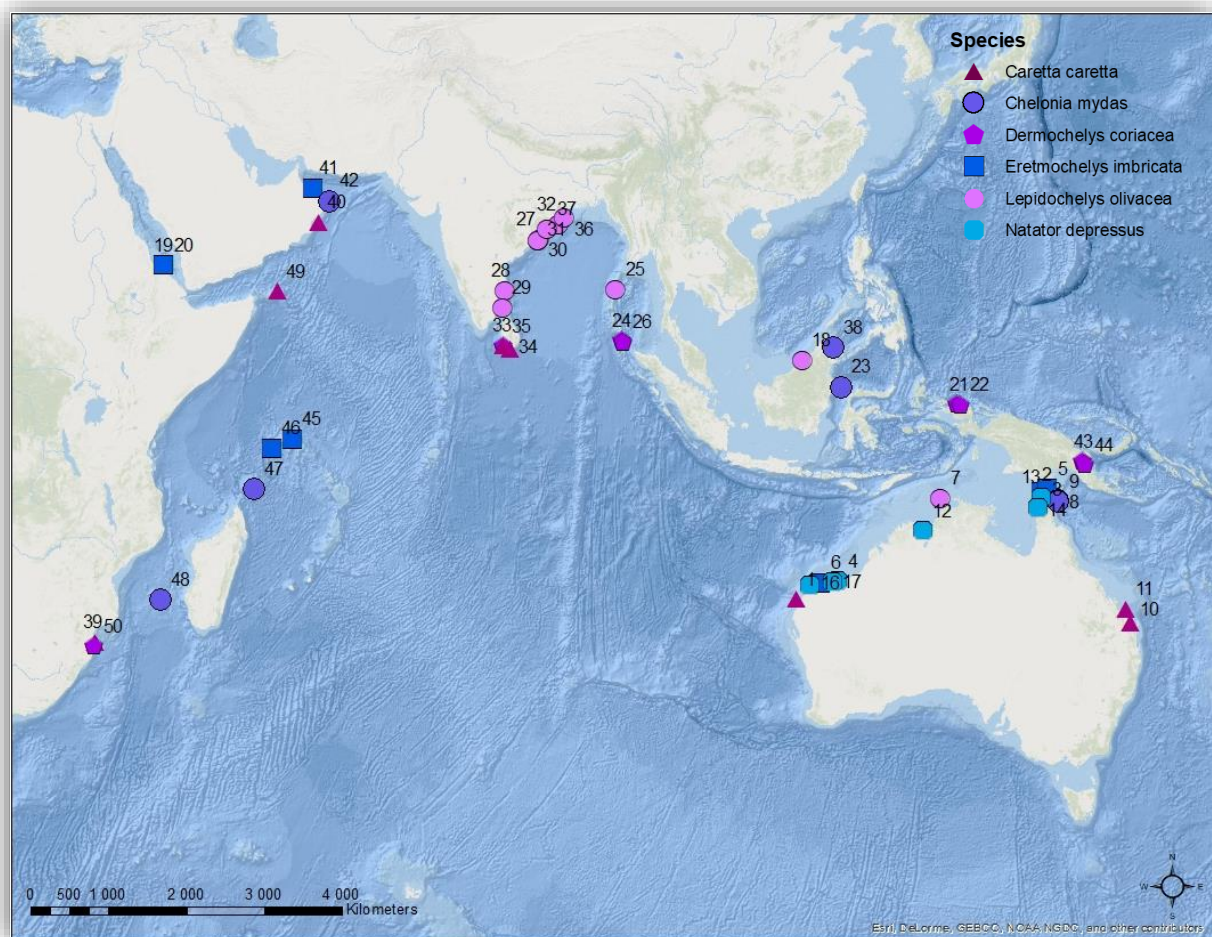 Species
Caretta caretta
Chelonia mydas
Dermochelys coriacea
Eretmochelys imbricata
Lepidochelys olivacea
Natator depressus
41
42
40
32 37
27
31 36
30
1920
49
28
29
25
33 35
34
24 26
38
18
23
21 22
45
46
47
43 44
5
13 2 9
3
8
14
7
12
6 4
1 16 17
48
11
10
39 50
N
W E
S
0 500 1 000 2 000 3 000 4 000
Kilometers
Esri, DeLorme, GEBCO, NOAA NGDC, and other contributors